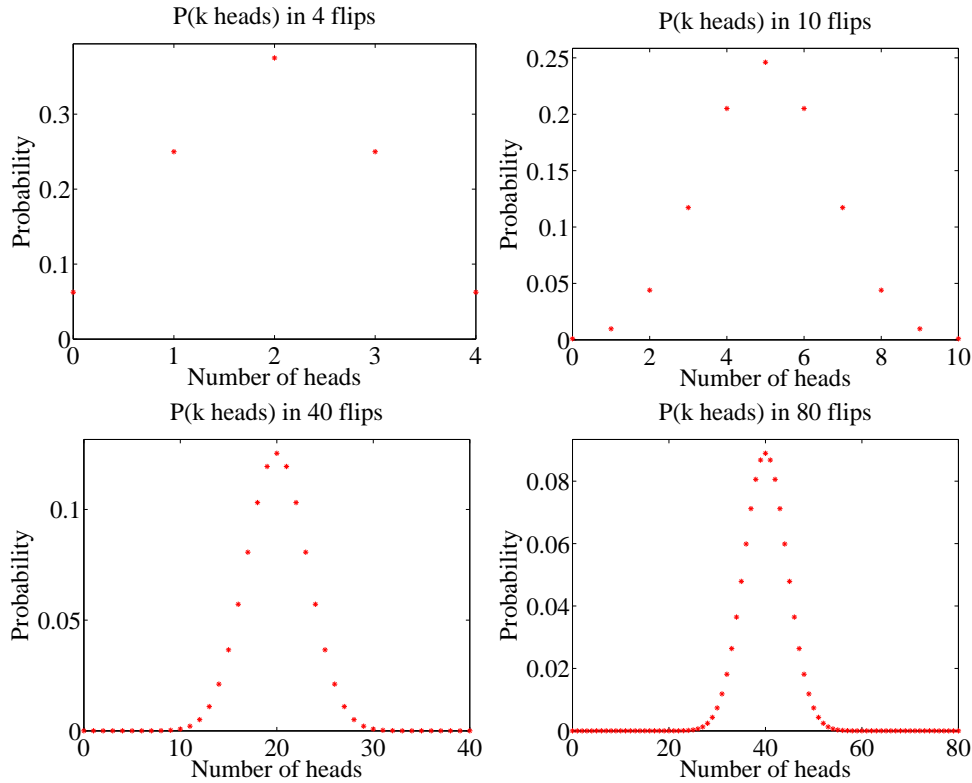 P(k heads) in 4 flips
Probability
0.3
0.2
0.1
0
0 1 2 3 4
Number of heads
P(k heads) in 10 flips
Probability
0.25
0.2
0.15
0.1
0.05
0
0 2 4 6 8 10
Number of heads
P(k heads) in 40 flips
Probability
0.1
0.05
0
0 10 20 30 40
Number of heads
P(k heads) in 80 flips
Probability
0.08
0.06
0.04
0.02
0
0 20 40 60 80
Number of heads